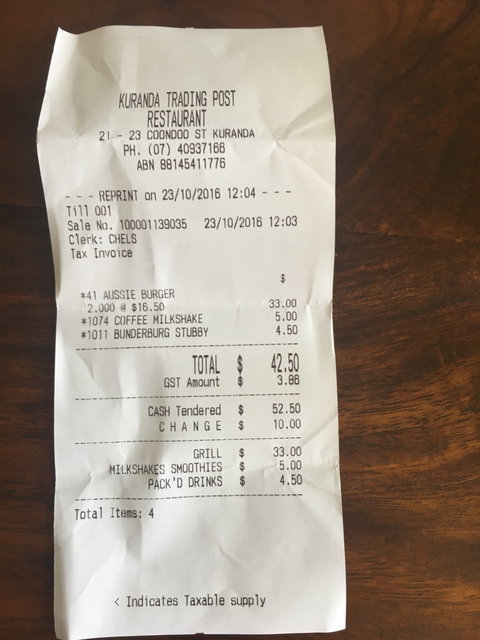 KURANDA TRADING POST
RESTAURANT
21 - 23 COONDOO ST KURANDA
PH. (07) 40937166
ABN 88145411776
- - - REPRINT on 23/10/2016 12:04 - - -
Till 001
Sale No. 100001139035 23/10/2016 12:03
Clerk: CHELS
Tax Invoice
$
*41 AUSSIE BURGER
2.000 @ $16.50 33.00
*1074 COFFEE MILKSHAKE 5.00
*1011 BUNDERBURG STUBBY 4.50
TOTAL $ 42.50
GST Amount $ 3.86
CASH Tendered $ 52.50
C H A N G E $ 10.00
GRILL $ 33.00
MILKSHAKES SMOOTHIES $ 5.00
PACK'D DRINKS $ 4.50
Total Items: 4
< Indicates Taxable supply